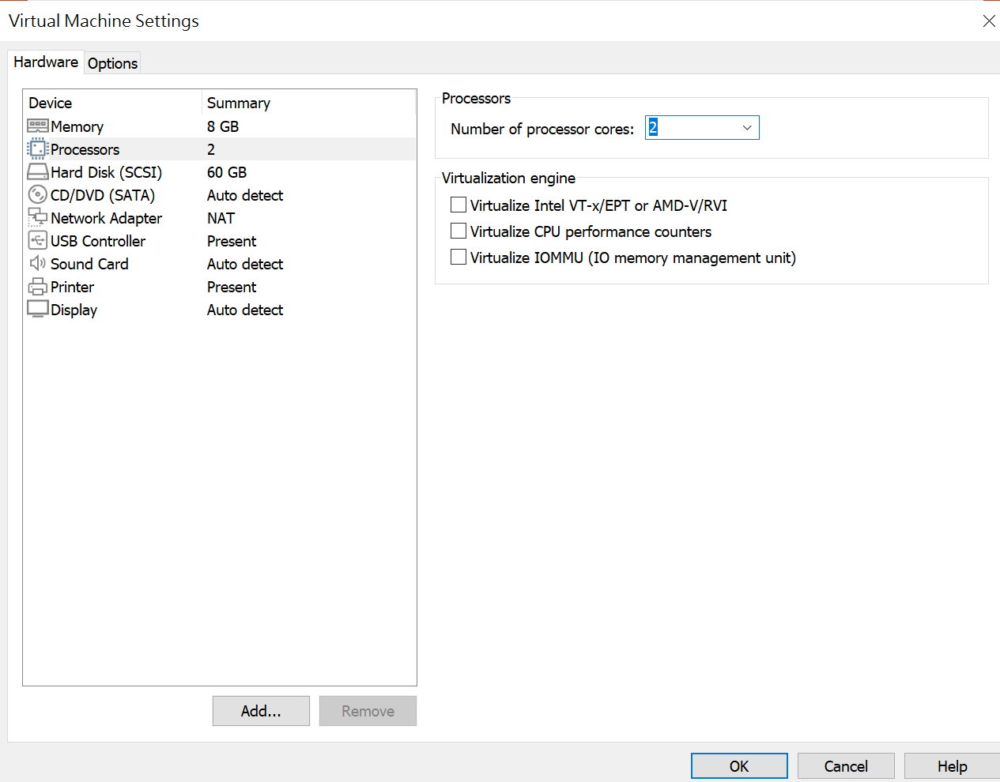 Virtual Machine Settings
Hardware Options
Device Summary
Memory 8 GB
Processors 2
Hard Disk (SCSI) 60 GB
CD/DVD (SATA) Auto detect
Network Adapter NAT
USB Controller Present
Sound Card Auto detect
Printer Present
Display Auto detect
Add... Remove
Processors
Number of processor cores: 2
Virtualization engine
Virtualize Intel VT-x/EPT or AMD-V/RVI
Virtualize CPU performance counters
Virtualize IOMMU (IO memory management unit)
OK Cancel Help